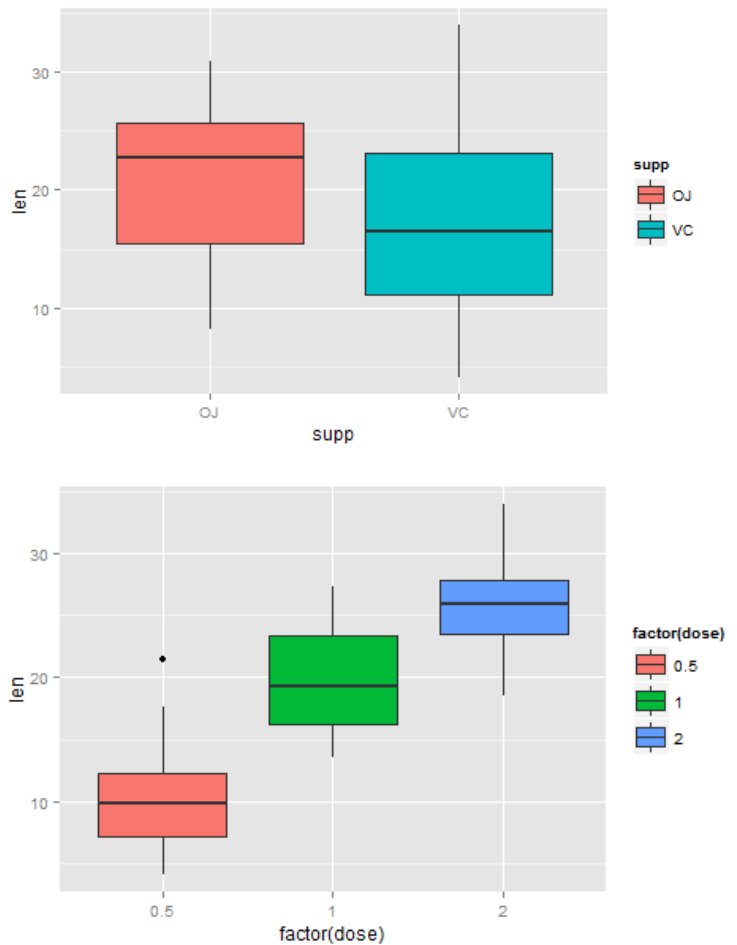 30
20
10
len
OJ
VC
supp
supp
OJ
VC
30
20
10
len
0.5
1
2
factor(dose)
factor(dose)
0.5
1
2